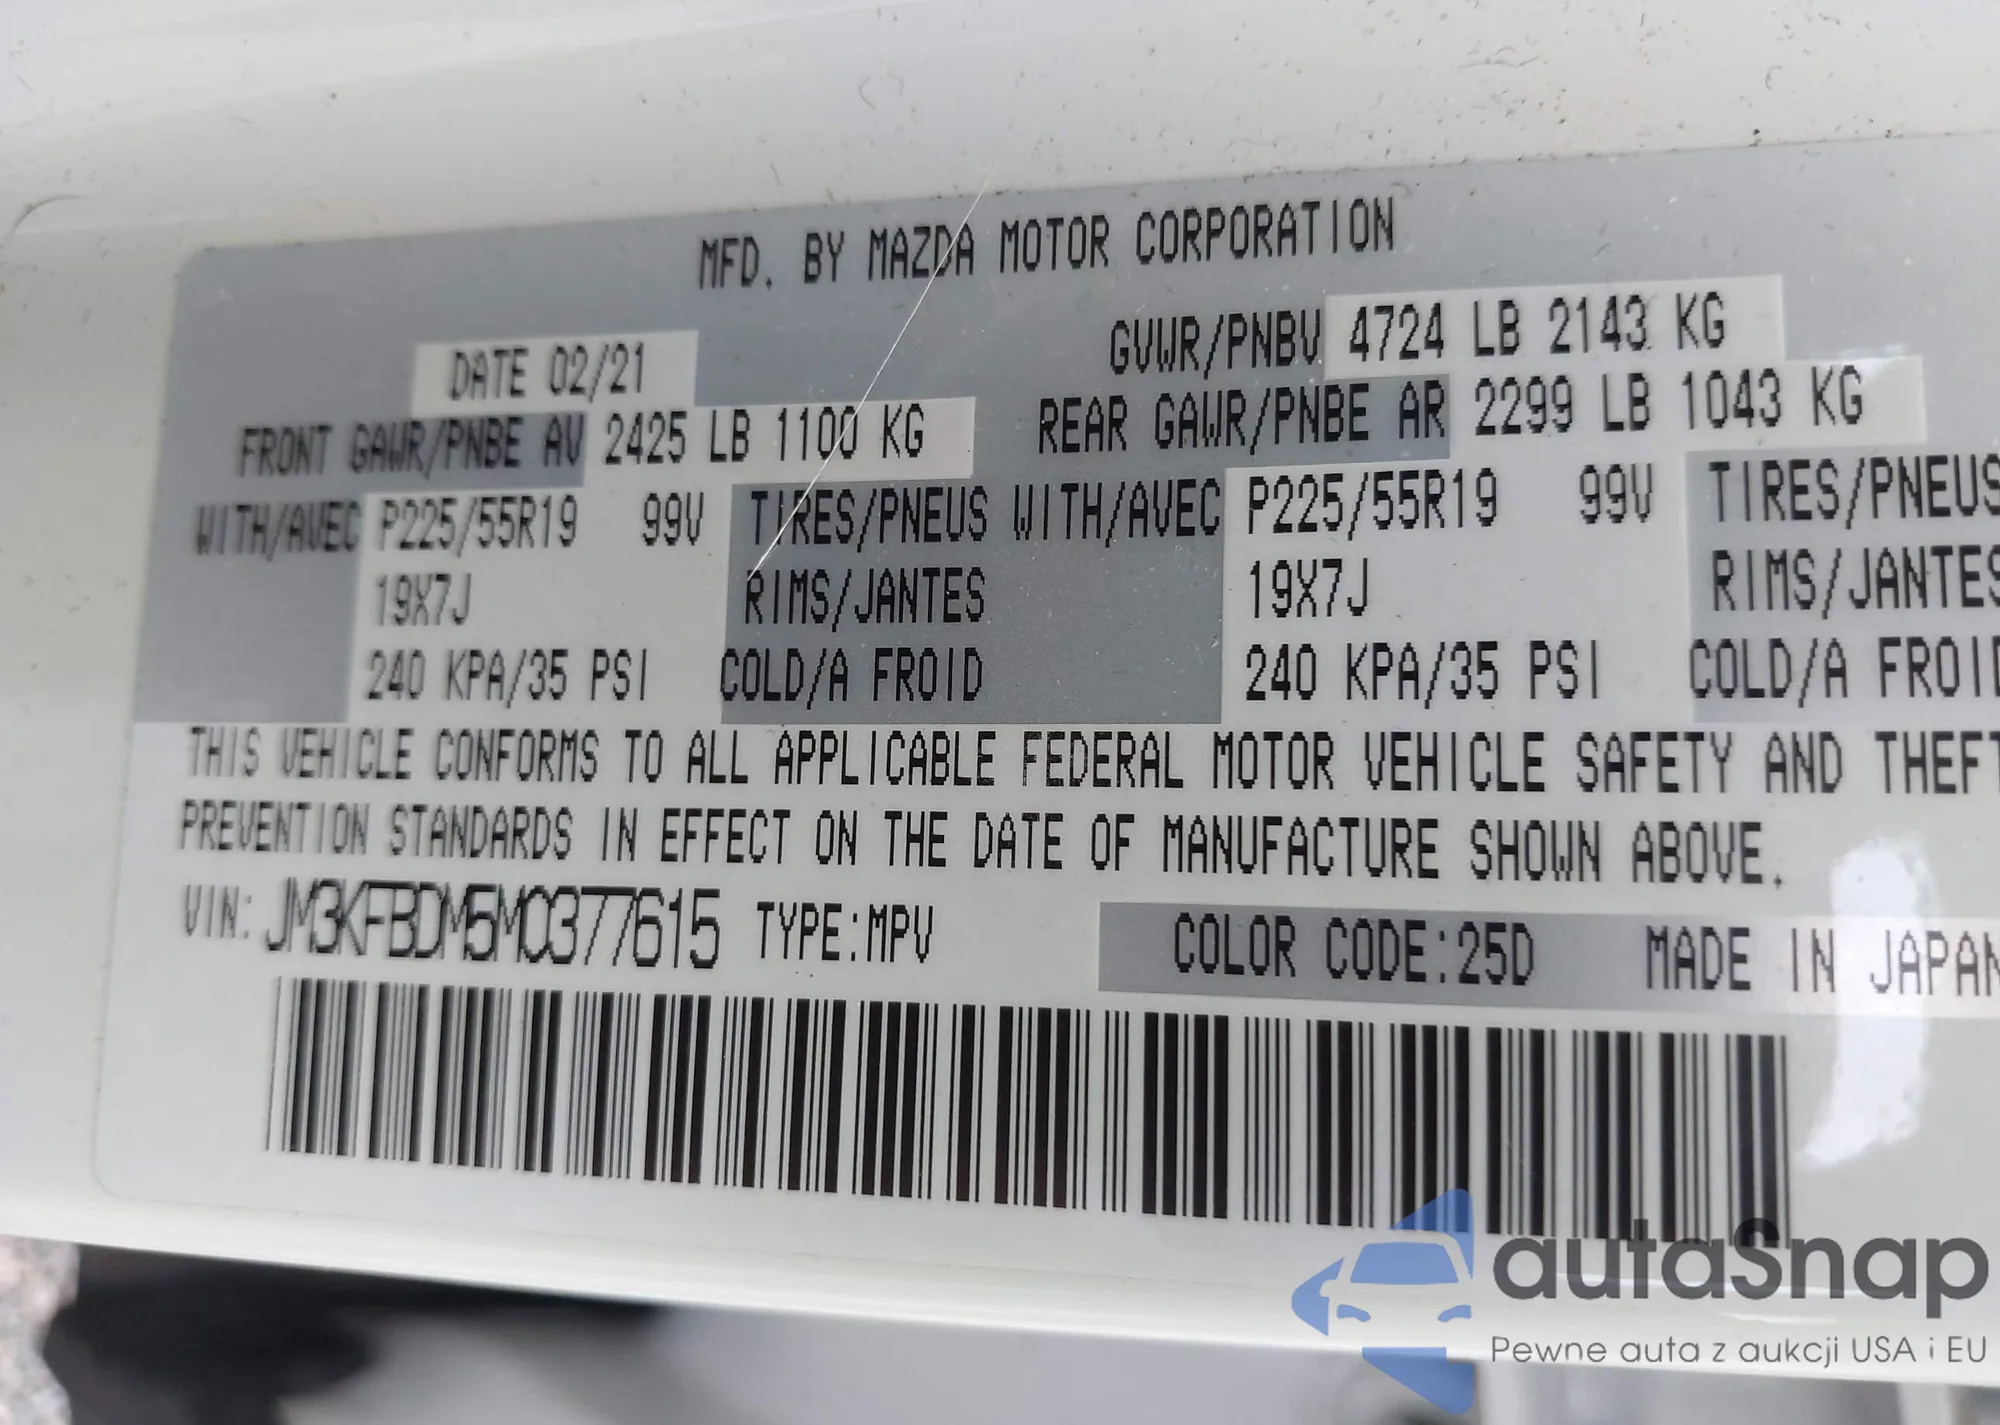 MFD. BY MAZDA MOTOR CORPORATION
DATE 02/21 GVWR/PNBV 4724 LB 2143 KG
FRONT GAWR/PNBE AV 2425 LB 1100 KG REAR GAWR/PNBE AR 2299 LB 1043 KG
WITH/AVEC P225/55R19 99V TIRES/PNEUS WITH/AVEC P225/55R19 99V TIRES/PNEUS
19X7J RIMS/JANTES 19X7J RIMS/JANTES
240 KPA/35 PSI COLD/A FROID 240 KPA/35 PSI COLD/A FROID
THIS VEHICLE CONFORMS TO ALL APPLICABLE FEDERAL MOTOR VEHICLE SAFETY AND THEFT
PREVENTION STANDARDS IN EFFECT ON THE DATE OF MANUFACTURE SHOWN ABOVE.
VIN: JM3KFBDM5M0377615 TYPE:MPV COLOR CODE:25D MADE IN JAPAN
autaSnap
Pewne auta z aukcji USA i EU